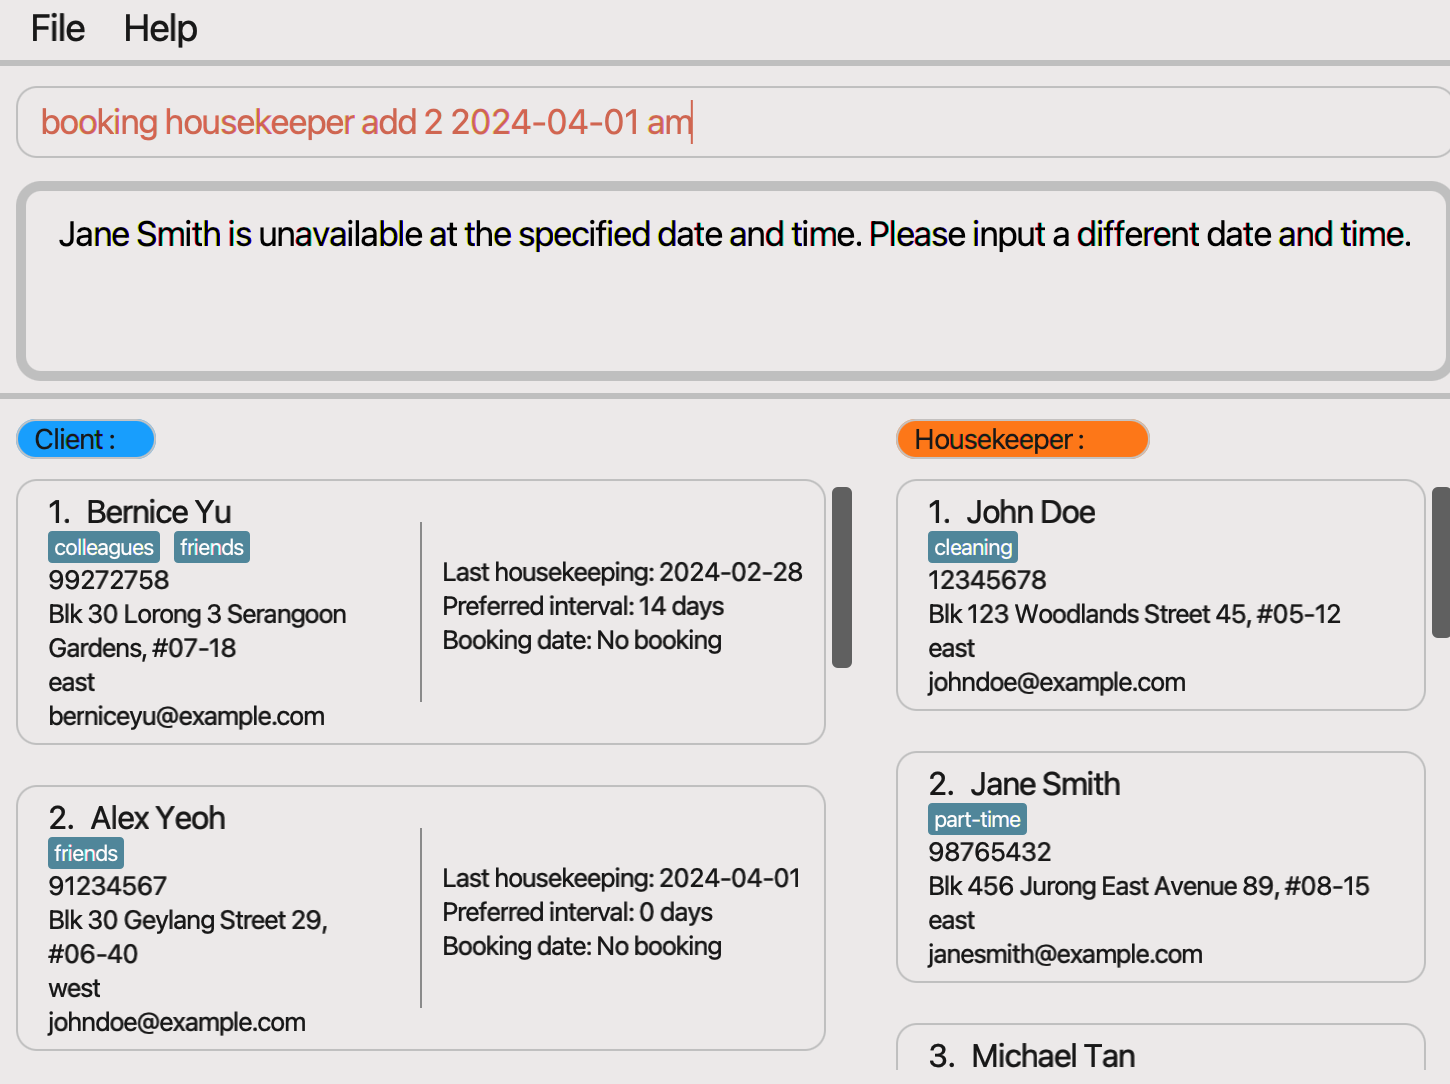 File Help
booking housekeeper add 2 2024-04-01 am
Jane Smith is unavailable at the specified date and time. Please input a different date and time.
Client :
1. Bernice Yu
colleagues friends
99272758
Blk 30 Lorong 3 Serangoon
Gardens, #07-18
east
berniceyu@example.com
Last housekeeping: 2024-02-28
Preferred interval: 14 days
Booking date: No booking
2. Alex Yeoh
friends
91234567
Blk 30 Geylang Street 29,
#06-40
west
johndoe@example.com
Last housekeeping: 2024-04-01
Preferred interval: 0 days
Booking date: No booking
Housekeeper :
1. John Doe
cleaning
12345678
Blk 123 Woodlands Street 45, #05-12
east
johndoe@example.com
2. Jane Smith
part-time
98765432
Blk 456 Jurong East Avenue 89, #08-15
east
janesmith@example.com
3. Michael Tan